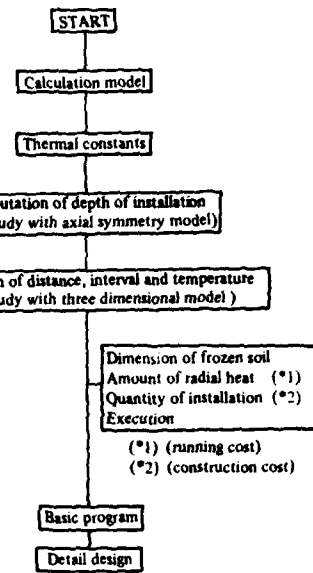 START
Calculation model
Thermal constants
utation of depth of installation
udy with axial symmetry model)
n of distance, interval and temperature
udy with three dimensional model )
Dimension of frozen soil
Amount of radial heat (*1)
Quantity of installation (*2)
Execution
(*1) (running cost)
(*2) (construction cost)
Basic program
Detail design